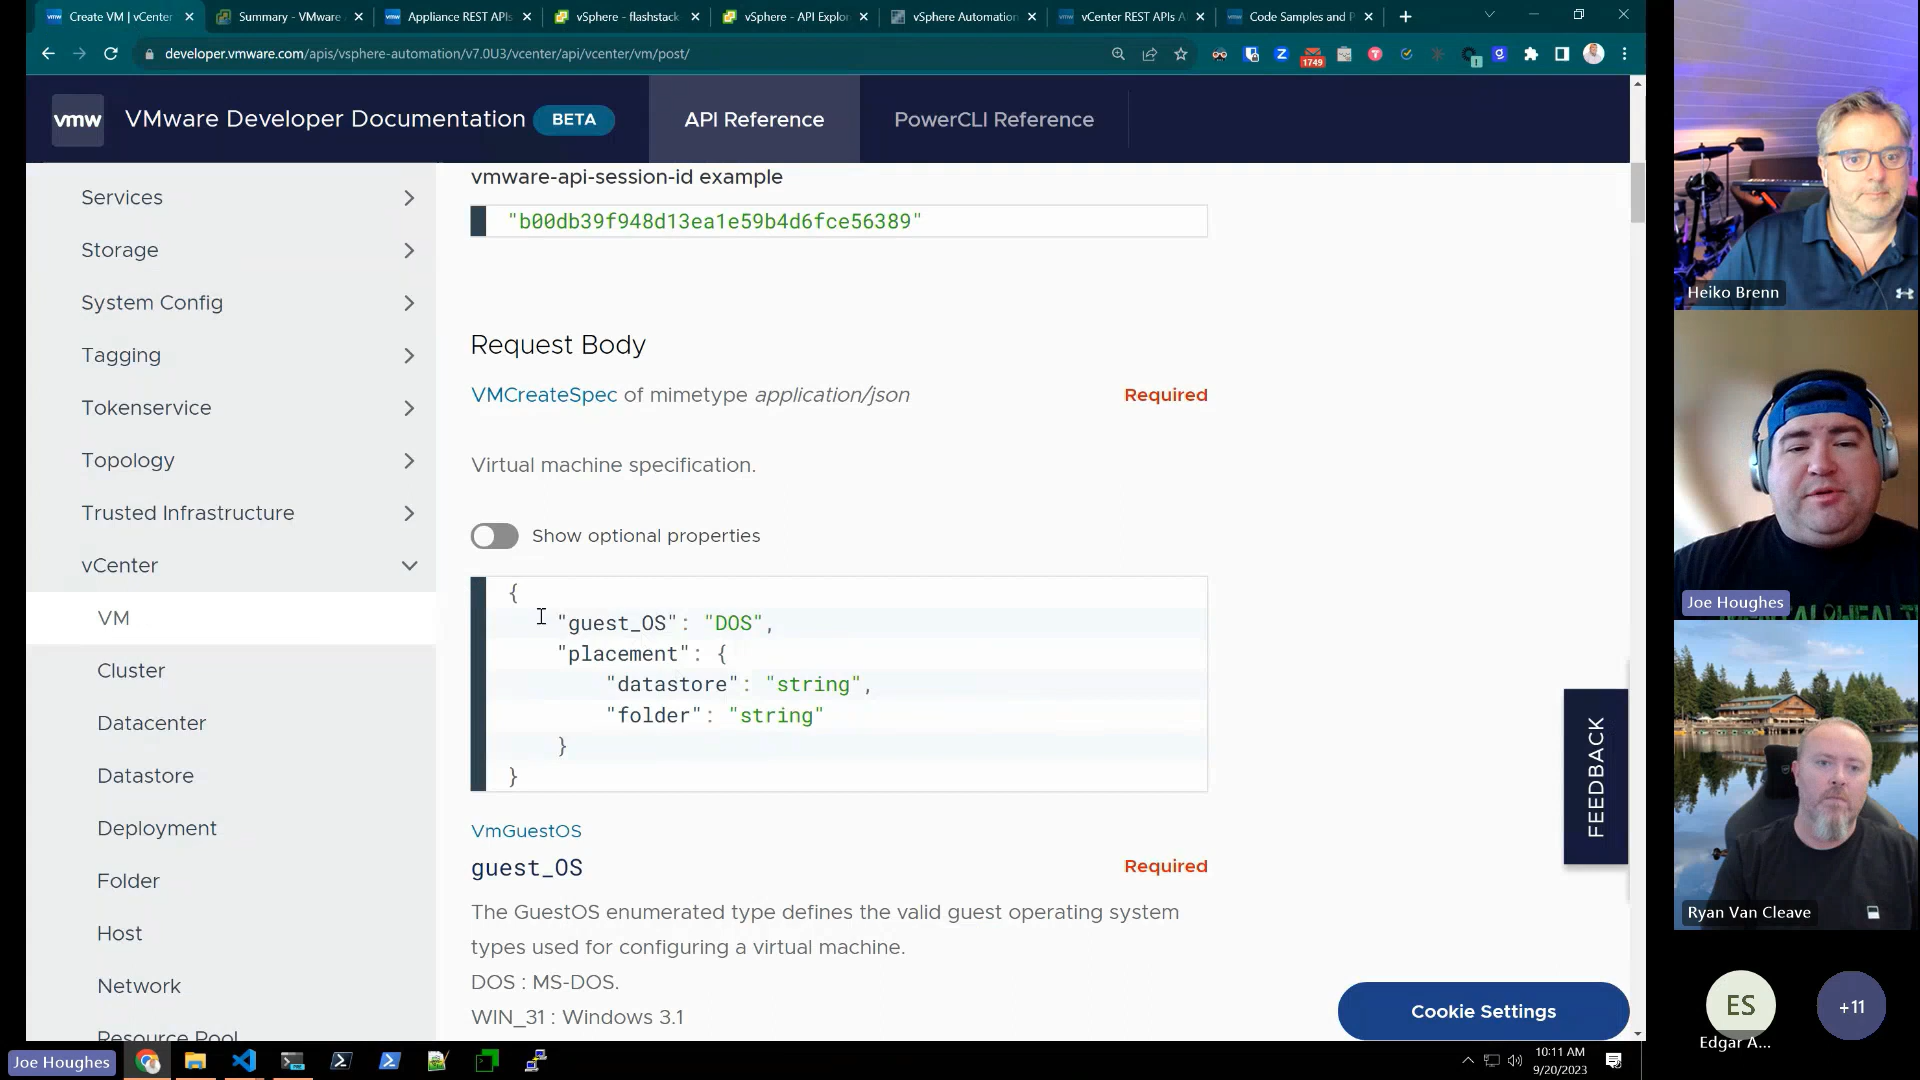 Create VM | vCenter
Summary - VMware
Appliance REST APIs
vSphere - flashstack
vSphere - API Explor
vSphere Automation
vCenter REST APIs A
Code Samples and P
developer.vmware.com/apis/vsphere-automation/v7.0U3/vcenter/api/vcenter/vm/post/
1749
vmw
VMware Developer Documentation
BETA
API Reference
PowerCLI Reference
Services
Storage
System Config
Tagging
Tokenservice
Topology
Trusted Infrastructure
vCenter
VM
Cluster
Datacenter
Datastore
Deployment
Folder
Host
Network
Resource Pool
vmware-api-session-id example
"b00db39f948d13ea1e59b4d6fce56389"
Request Body
VMCreateSpec of mimetype application/json
Required
Virtual machine specification.
Show optional properties
{
"guest_OS": "DOS",
"placement": {
"datastore": "string",
"folder": "string"
}
}
VmGuestOS
guest_OS
Required
The GuestOS enumerated type defines the valid guest operating system
types used for configuring a virtual machine.
DOS : MS-DOS.
WIN_31 : Windows 3.1
FEEDBACK
Cookie Settings
Heiko Brenn
Joe Houghes
Ryan Van Cleave
ES
Edgar A...
+11
Joe Houghes
10:11 AM
9/20/2023